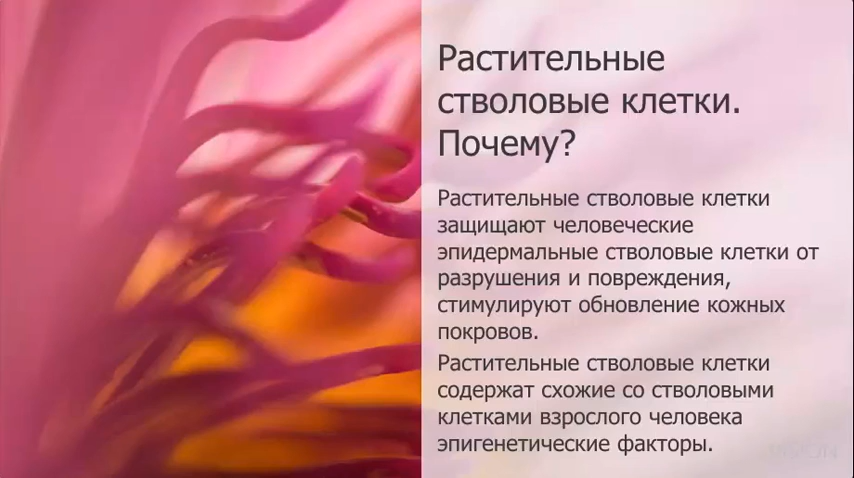 Растительные
стволовые клетки.
Почему?
Растительные стволовые клетки
защищают человеческие
эпидермальные стволовые клетки от
разрушения и повреждения,
стимулируют обновление кожных
покровов.
Растительные стволовые клетки
содержат схожие со стволовыми
клетками взрослого человека
эпигенетические факторы.